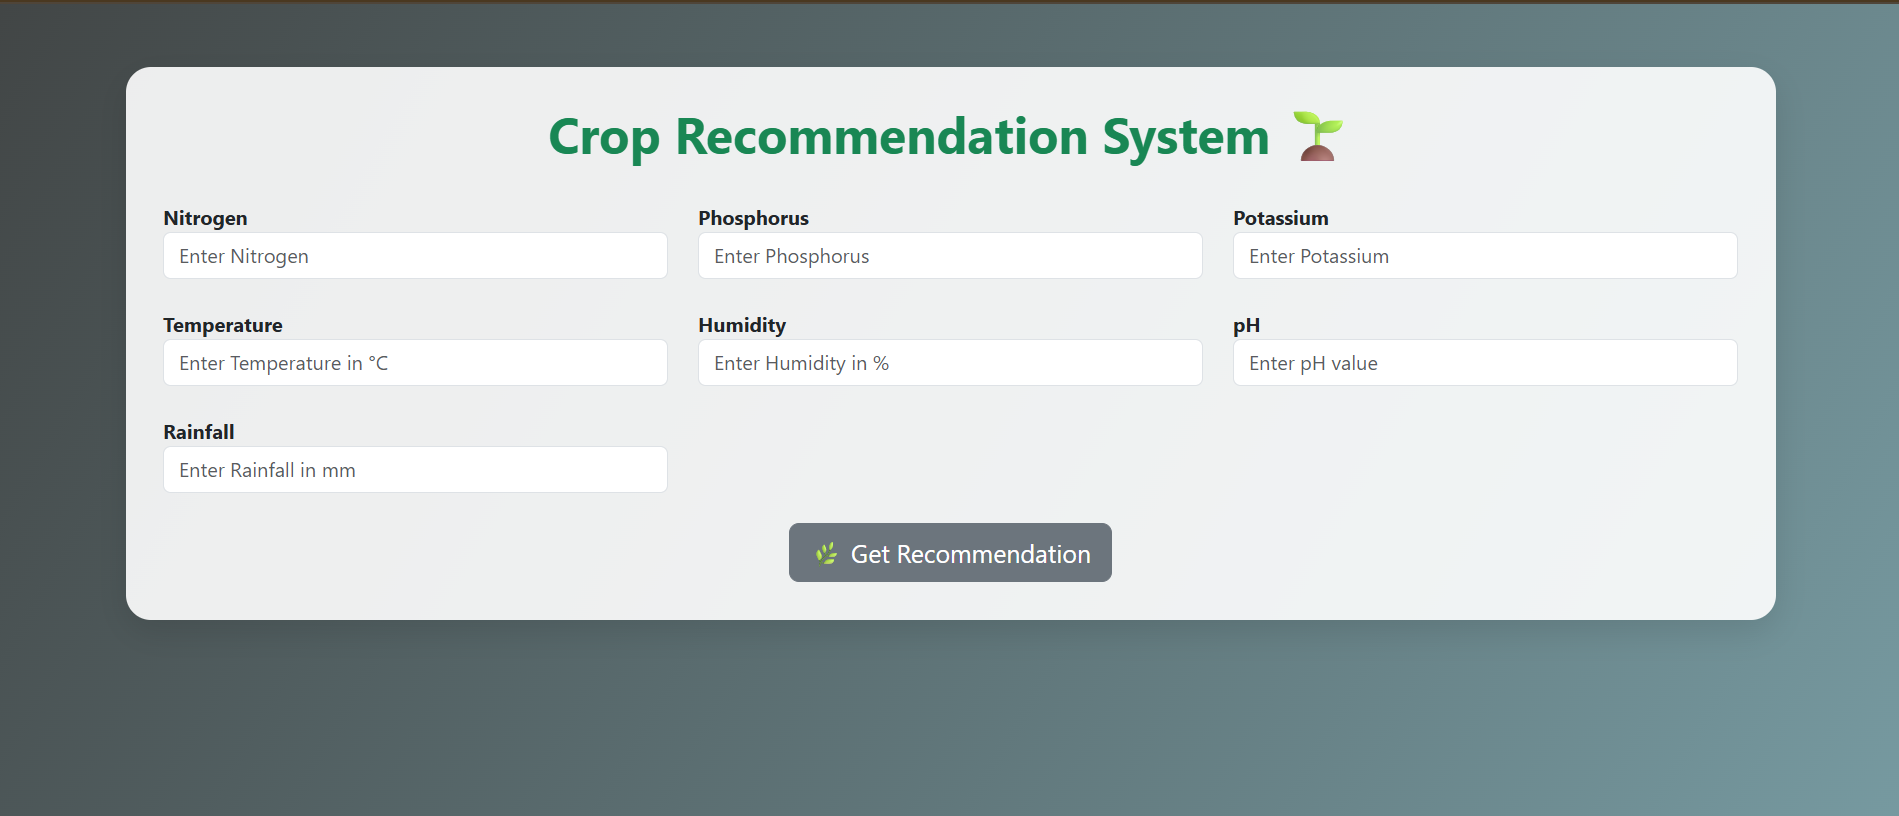 Crop Recommendation System 🌱
Nitrogen Phosphorus Potassium
Enter Nitrogen Enter Phosphorus Enter Potassium
Temperature Humidity pH
Enter Temperature in °C Enter Humidity in % Enter pH value
Rainfall
Enter Rainfall in mm
🌿 Get Recommendation